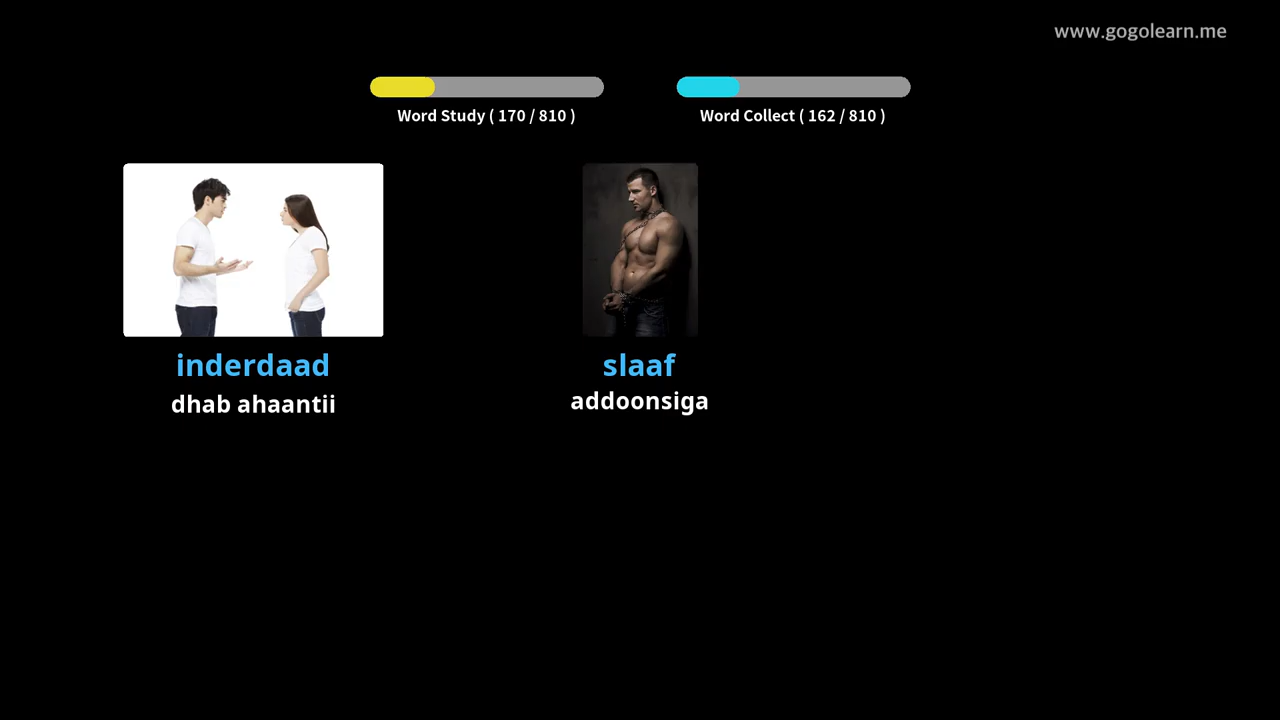 www.gogolearn.me
Word Study ( 170 / 810 )
Word Collect ( 162 / 810 )
inderdaad
dhab ahaantii
slaaf
addoonsiga